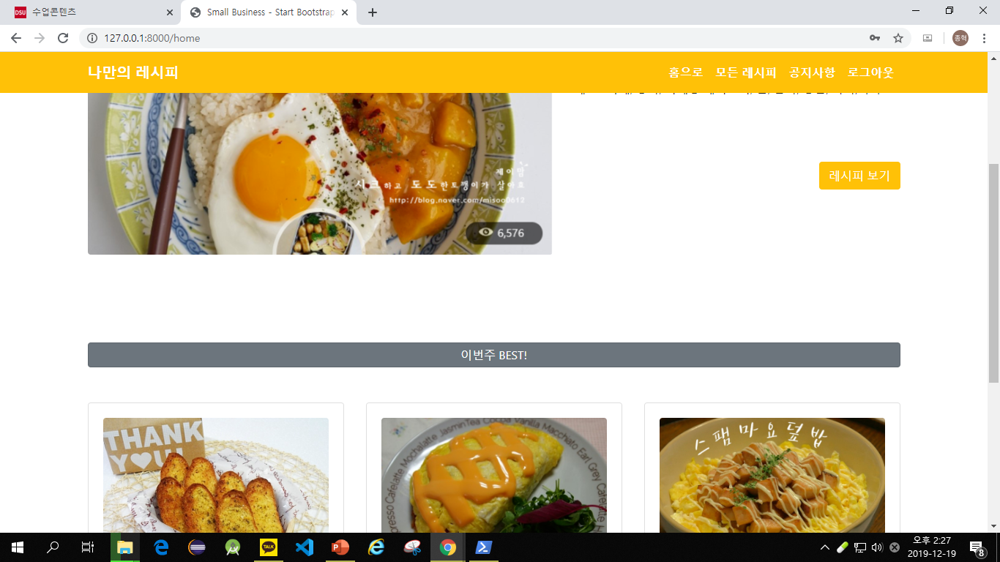 수업콘텐츠
Small Business - Start Bootstrap
127.0.0.1:8000/home
종혁
나만의 레시피
홈으로 모든 레시피 공지사항 로그아웃
제이맘
시크하고 도도한토깽이가 살아요
http://blog.naver.com/misoo0612
6,576
레시피 보기
이번주 BEST!
THANK
Y♥U!
JasminTea Cocoa Vanilla Macchato Earl Grey Cafelatte
Espresso Cafelatte Mochalatte
스팸마요덮밥
TALK
오후 2:27
2019-12-19
8